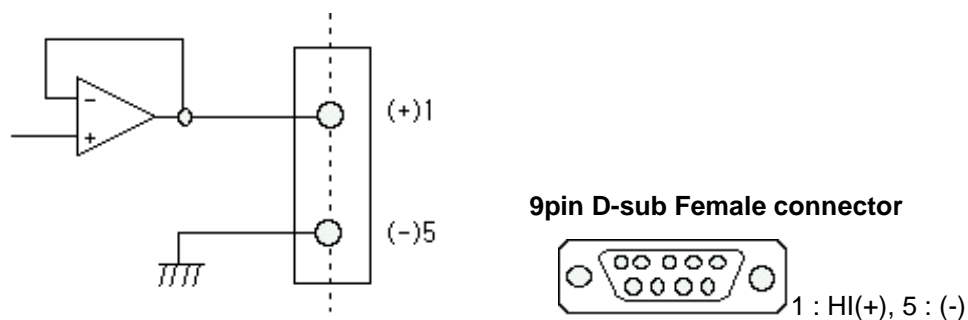 −
+
(+)1
(−)5
9pin D-sub Female connector
1 : HI(+), 5 : (-)